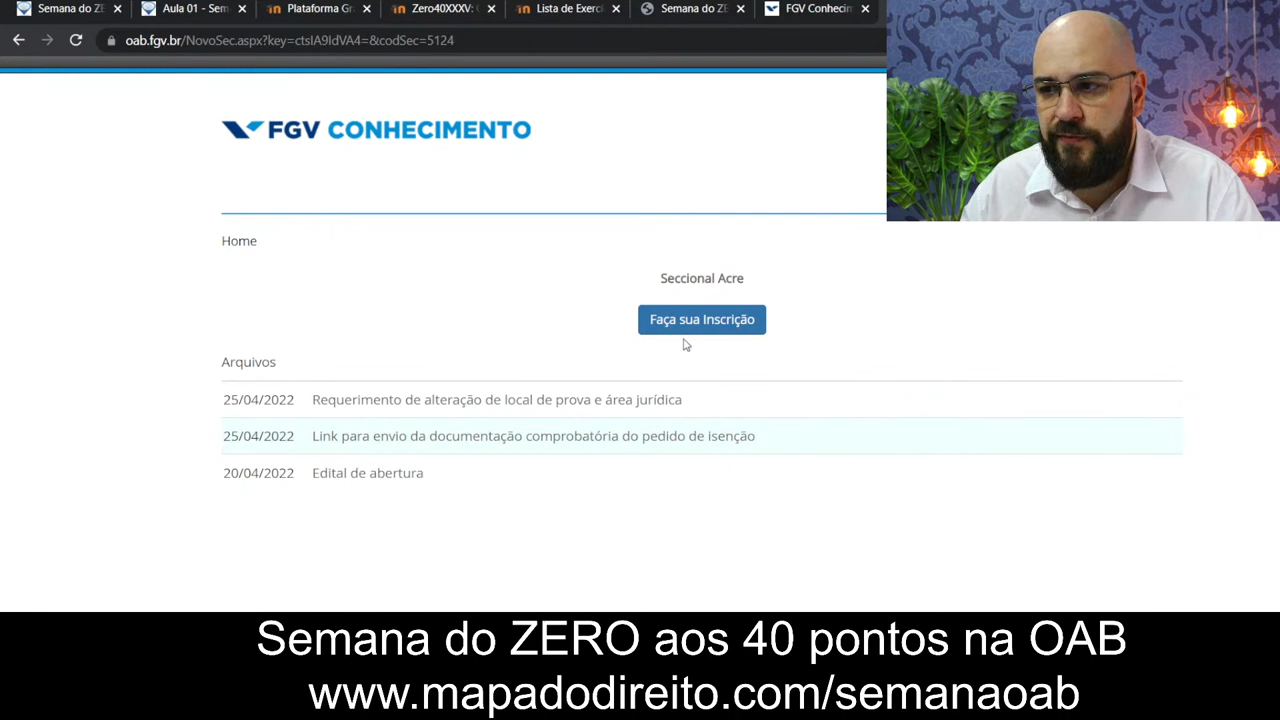 Semana do ZE
Aula 01 - Sem
Plataforma Gr
Zero40XXXV: (
Lista de Exerci
Semana do ZE
FGV Conhecim
oab.fgv.br/NovoSec.aspx?key=ctsIA9IdVA4=&codSec=5124
FGV CONHECIMENTO
Home
Seccional Acre
Faça sua Inscrição
Arquivos
25/04/2022 Requerimento de alteração de local de prova e área jurídica
25/04/2022 Link para envio da documentação comprobatória do pedido de isenção
20/04/2022 Edital de abertura
Semana do ZERO aos 40 pontos na OAB
www.mapadodireito.com/semanaoab